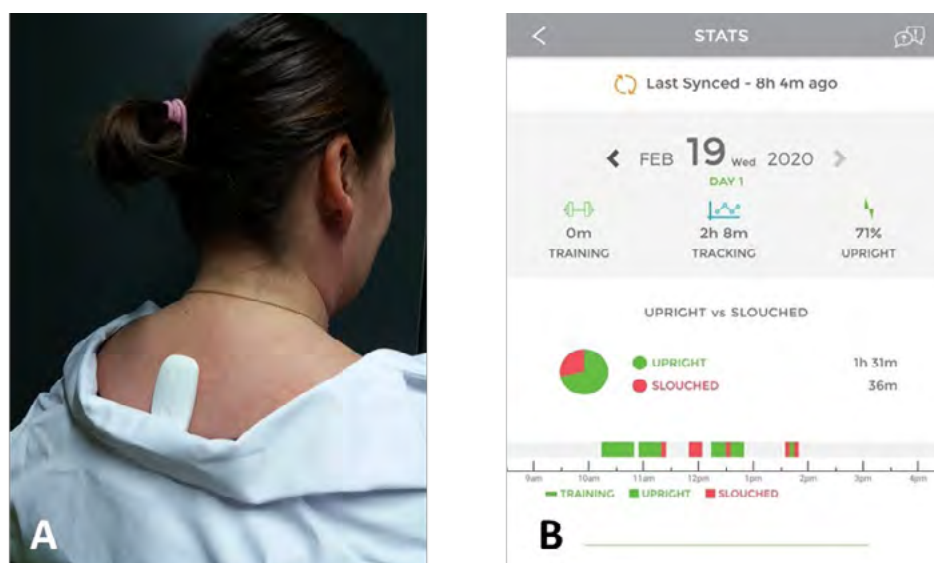 A
STATS
Last Synced - 8h 4m ago
FEB 19 Wed 2020
DAY 1
0m 2h 8m 71%
TRAINING TRACKING UPRIGHT
UPRIGHT vs SLOUCHED
UPRIGHT 1h 31m
SLOUCHED 36m
9am 10am 11am 12pm 1pm 2pm 3pm 4pm
TRAINING UPRIGHT SLOUCHED
B